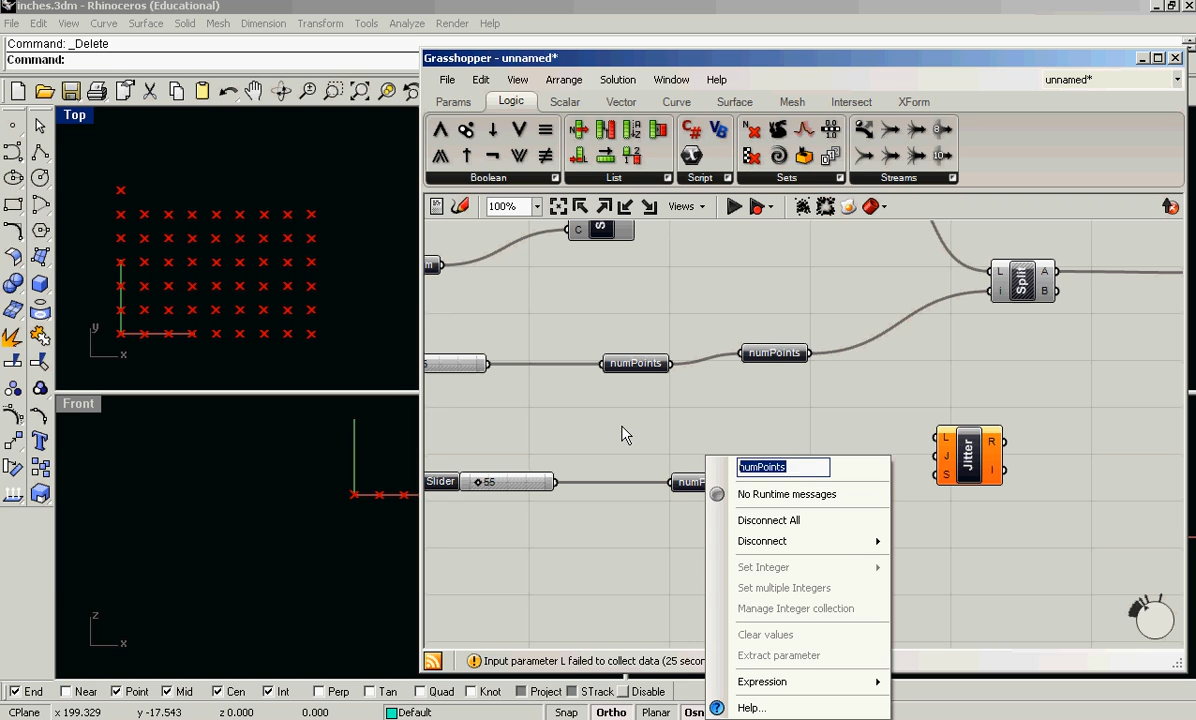 inches.3dm - Rhinoceros (Educational)
File Edit View Curve Surface Solid Mesh Dimension Transform Tools Analyze Render Help
Command: _Delete
Command:
Grasshopper - unnamed*
File Edit View Arrange Solution Window Help
unnamed*
Params Logic Scalar Vector Curve Surface Mesh Intersect XForm
Boolean List Script Sets Streams
100%
Views
Top
y
x
Front
z
x
C S
m
L A
i B
Split
numPoints
numPoints
L R
J
S I
Jitter
Slider
55
numP
numPoints
No Runtime messages
Disconnect All
Disconnect
Set Integer
Set multiple Integers
Manage Integer collection
Clear values
Extract parameter
Expression
Help...
Input parameter L failed to collect data (25 secor
End Near Point Mid Cen Int Perp Tan Quad Knot Project STrack Disable
CPlane x 199.329 y -17.543 z 0.000 0.000 Default Snap Ortho Planar Osn